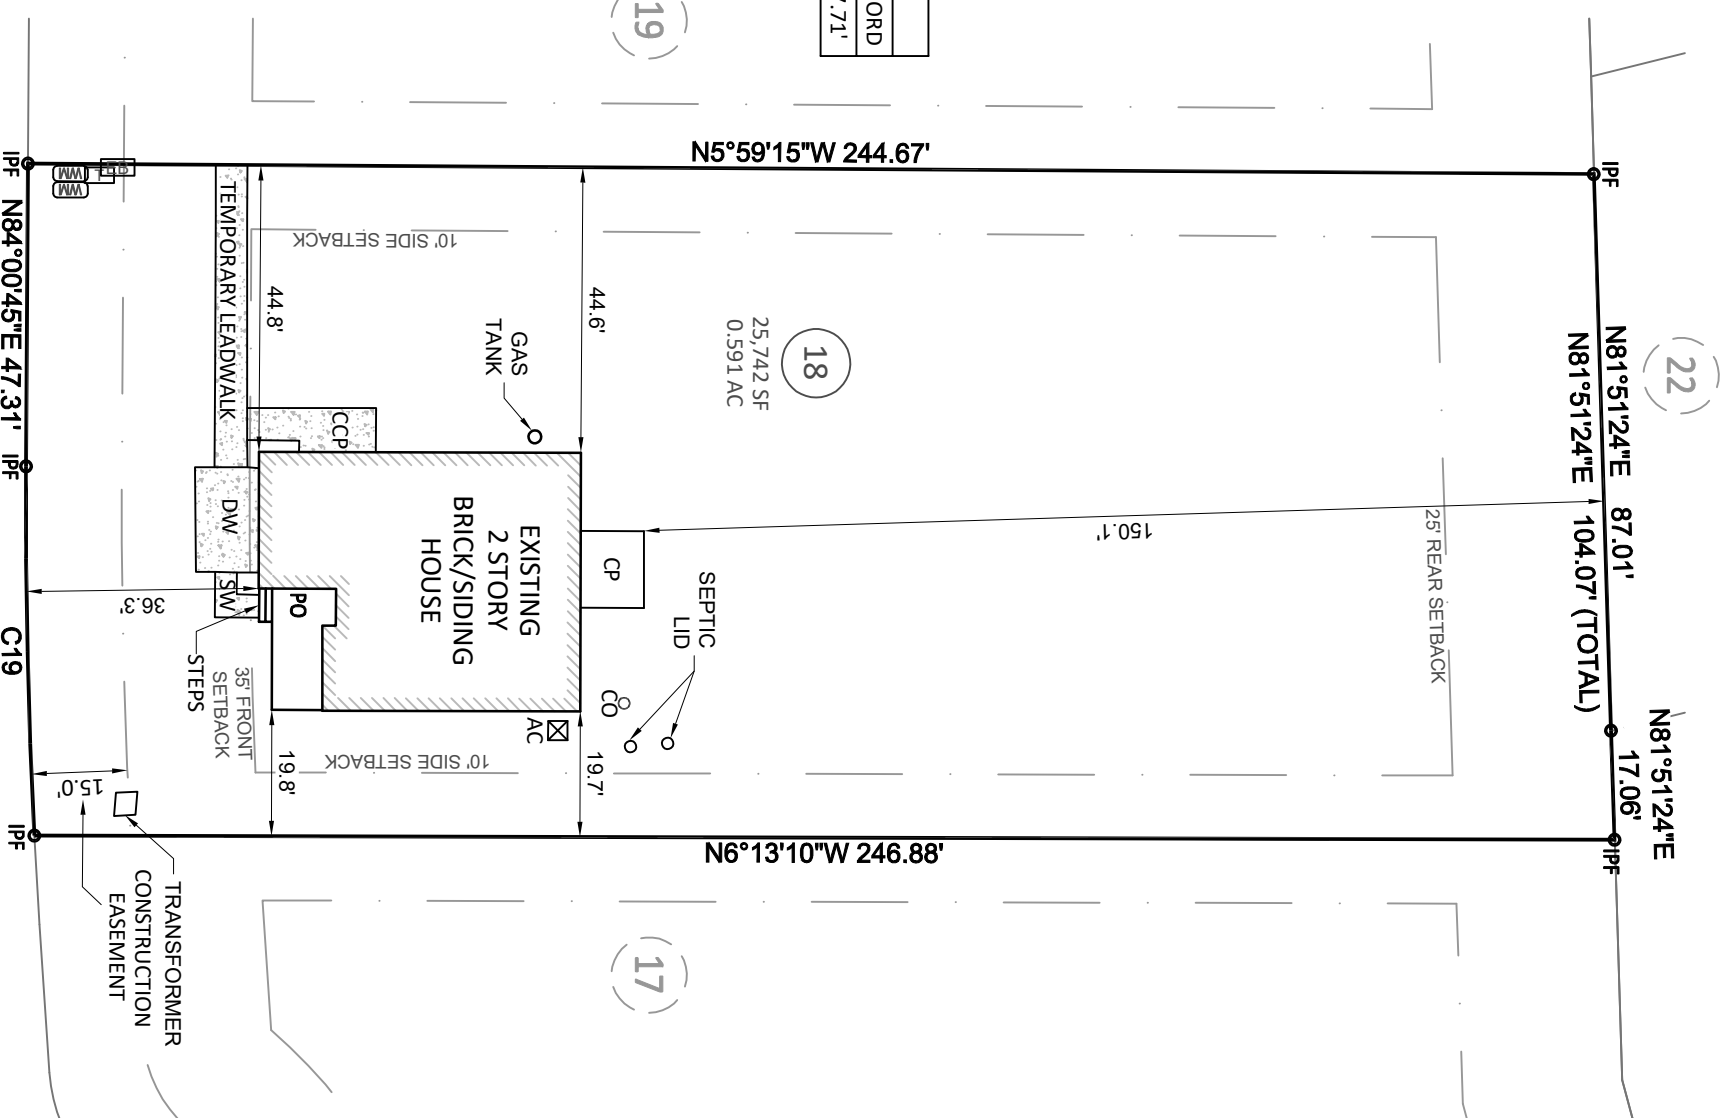 19
ORD
7.71'
N5°59'15"W 244.67'
IPF
IPF
WM
WM
TEMPORARY LEADWALK
10' SIDE SETBACK
44.8'
44.6'
GAS
TANK
18
25,742 SF
0.591 AC
22
N81°51'24"E 87.01'
N81°51'24"E 104.07' (TOTAL)
N84°00'45"E 47.31'
IPF
CCP
DW
SW
EXISTING
2 STORY
BRICK/SIDING
HOUSE
CP
150.1'
25' REAR SETBACK
PO
36.3'
STEPS
35' FRONT
SETBACK
SEPTIC
LID
CO
AC
C19
10' SIDE SETBACK
19.8'
19.7'
15.0'
N81°51'24"E
17.06'
IPF
IPF
N6°13'10"W 246.88'
TRANSFORMER
CONSTRUCTION
EASEMENT
17